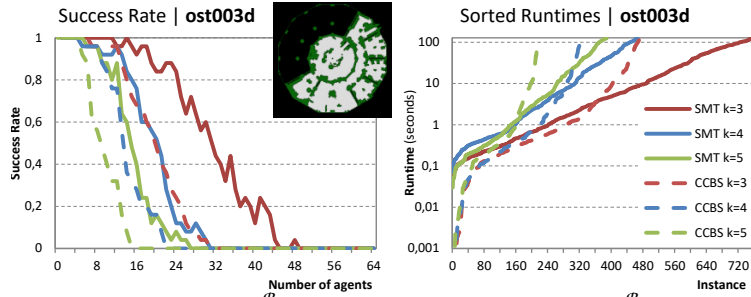 Success Rate | ost003d
Success Rate
1
0,8
0,6
0,4
0,2
0
0 8 16 24 32 40 48 56 64
Number of agents
Sorted Runtimes | ost003d
Runtime (seconds)
100
10
1
0,1
0,01
0,001
0 80 160 240 320 400 480 560 640 720
Instance
SMT k=3
SMT k=4
SMT k=5
CCBS k=3
CCBS k=4
CCBS k=5